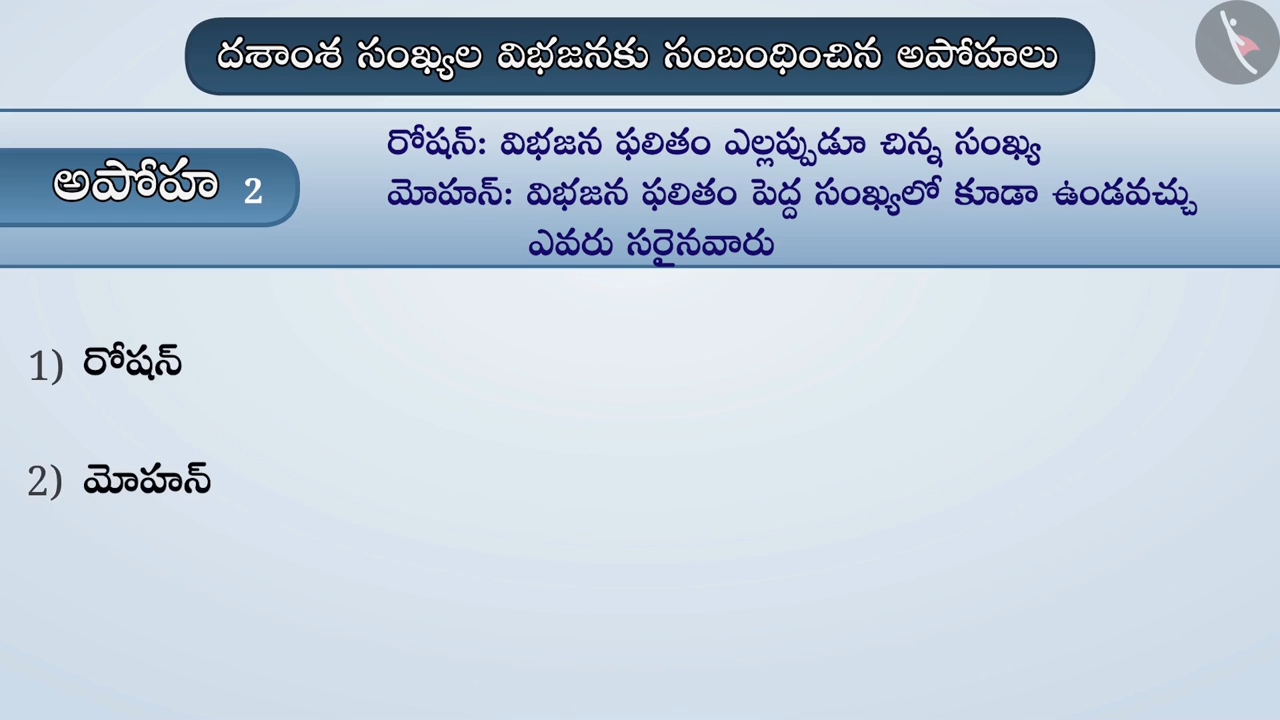 దశాంశ సంఖ్యల విభజనకు సంబంధించిన అపోహలు
అపోహ 2
రోషన్: విభజన ఫలితం ఎల్లప్పుడూ చిన్న సంఖ్య
మోహన్: విభజన ఫలితం పెద్ద సంఖ్యలో కూడా ఉండవచ్చు
ఎవరు సరైనవారు
1) రోషన్
2) మోహన్